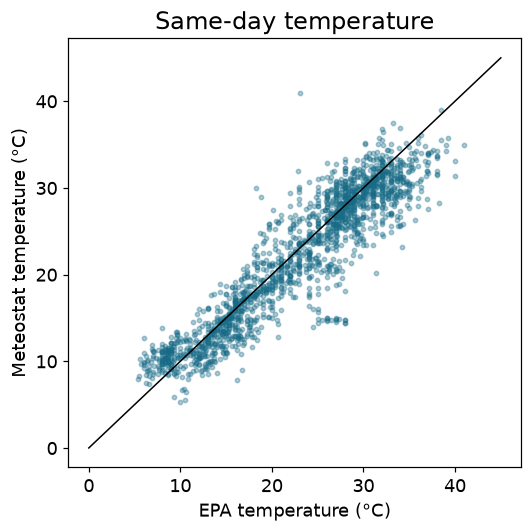 Same-day temperature
Meteostat temperature (°C)
40
30
20
10
0
0 10 20 30 40
EPA temperature (°C)